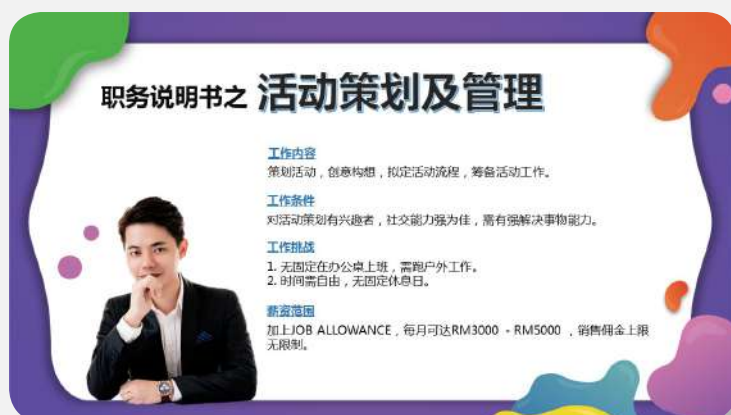 职务说明书之 活动策划及管理
工作内容
策划活动，创意构想，拟定活动流程，筹备活动工作。
工作条件
对活动策划有兴趣者，社交能力强为佳，需有强解决事物能力。
工作挑战
1. 无固定在办公桌上班，需跑户外工作。
2. 时间需自由，无固定休息日。
薪资范围
加上JOB ALLOWANCE，每月可达RM3000 - RM5000 ，销售佣金上限
无限制。